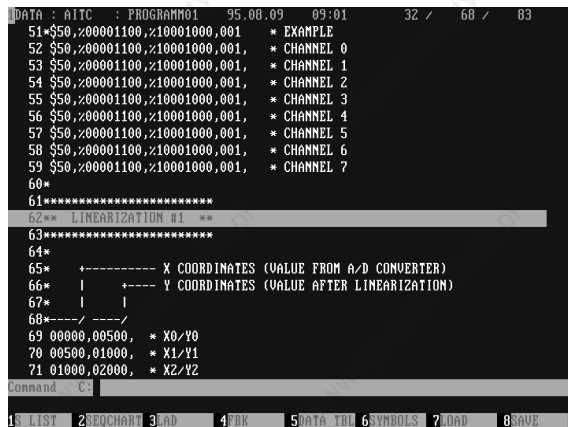 1DATA : AITC   : PROGRAMM01    95.08.09    09:01        32 /   68 /   83
51*$50,%00001100,%10001000,001    * EXAMPLE
52 $50,%00001100,%10001000,001,   * CHANNEL 0
53 $50,%00001100,%10001000,001,   * CHANNEL 1
54 $50,%00001100,%10001000,001,   * CHANNEL 2
55 $50,%00001100,%10001000,001,   * CHANNEL 3
56 $50,%00001100,%10001000,001,   * CHANNEL 4
57 $50,%00001100,%10001000,001,   * CHANNEL 5
58 $50,%00001100,%10001000,001,   * CHANNEL 6
59 $50,%00001100,%10001000,001,   * CHANNEL 7
60*
61*************************
62**  LINEARIZATION #1  **
63*************************
64*
65*    +---------- X COORDINATES (VALUE FROM A/D CONVERTER)
66*    |     +---- Y COORDINATES (VALUE AFTER LINEARIZATION)
67*    |     |
68*----/ ----/
69 00000,00500,  * X0/Y0
70 00500,01000,  * X1/Y1
71 01000,02000,  * X2/Y2
Command   C:
1S LIST  2SEQCHART 3LAD     4FBK     5DATA TBL 6SYMBOLS  7LOAD    8SAVE